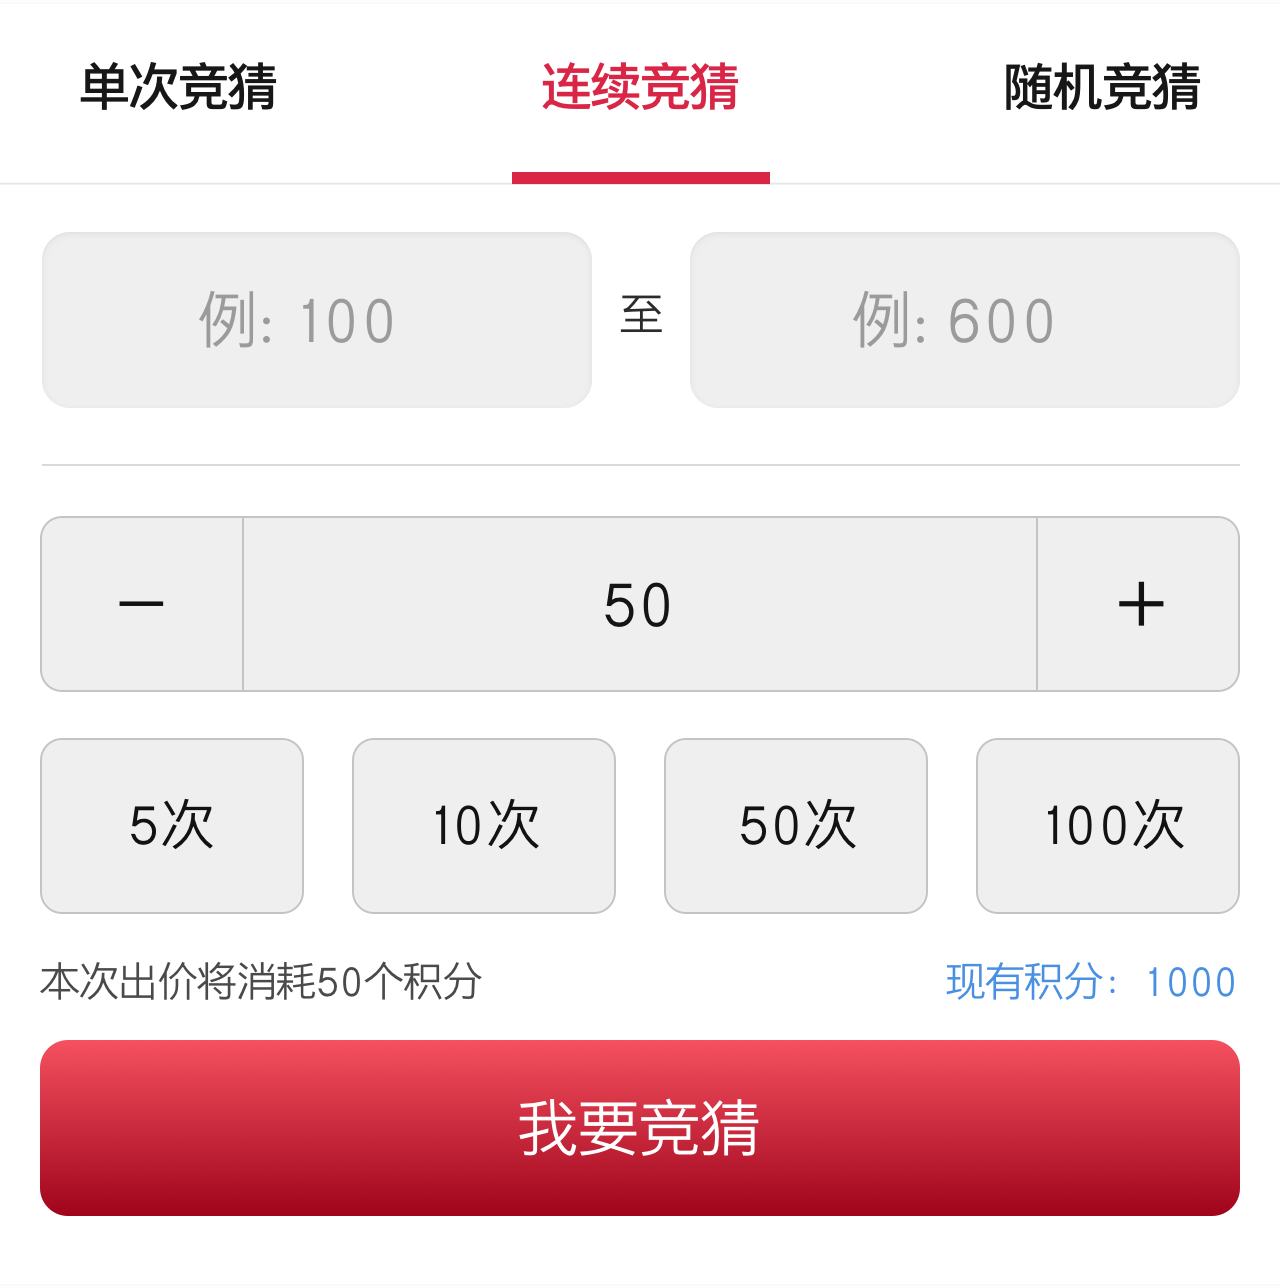 单次竞猜 连续竞猜 随机竞猜
例: 100 至 例: 600
— 50 +
5次 10次 50次 100次
本次出价将消耗50个积分 现有积分： 1000
我要竞猜